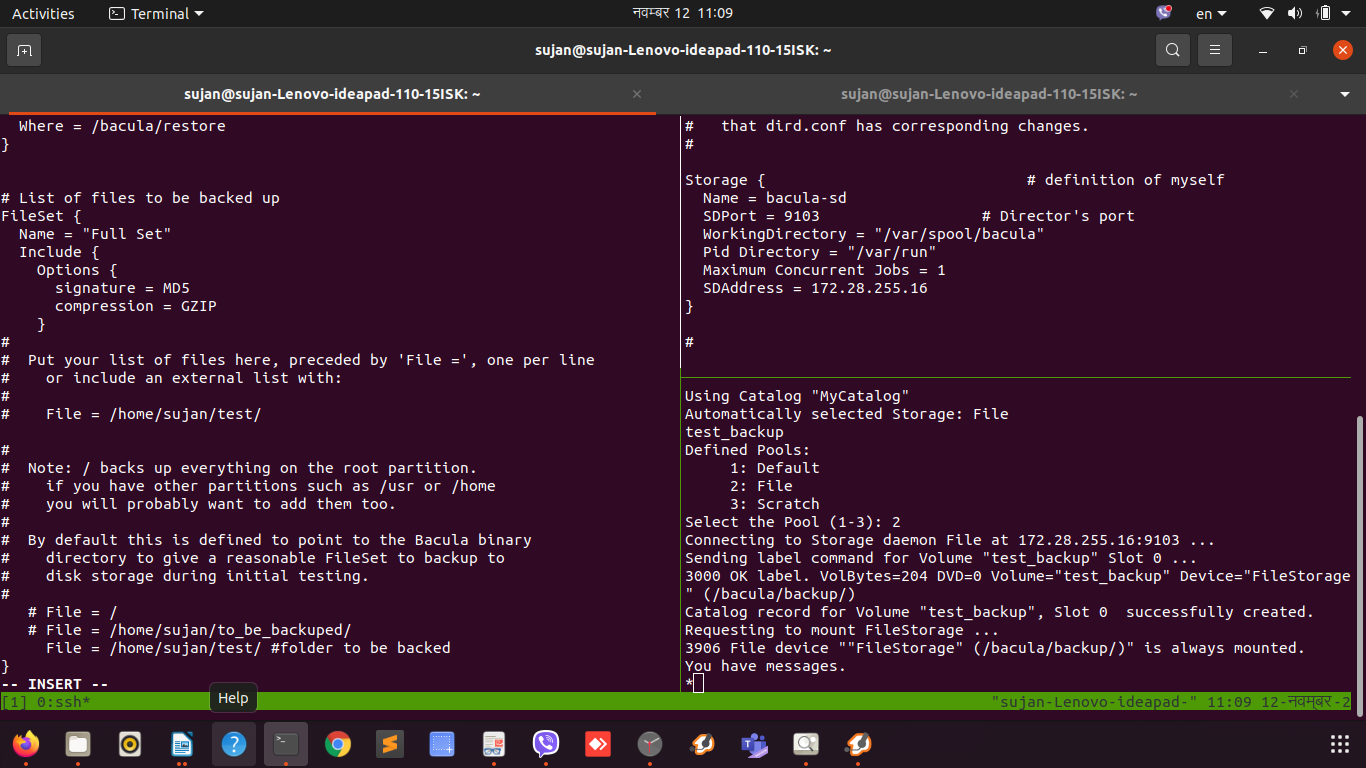 Activities
Terminal
नवम्बर 12 11:09
en
sujan@sujan-Lenovo-ideapad-110-15ISK: ~
sujan@sujan-Lenovo-ideapad-110-15ISK: ~
sujan@sujan-Lenovo-ideapad-110-15ISK: ~
  Where = /bacula/restore
}
# List of files to be backed up
FileSet {
  Name = "Full Set"
  Include {
    Options {
      signature = MD5
      compression = GZIP
    }
#
#  Put your list of files here, preceded by 'File =', one per line
#    or include an external list with:
#
#    File = /home/sujan/test/
#
#  Note: / backs up everything on the root partition.
#    if you have other partitions such as /usr or /home
#    you will probably want to add them too.
#
#  By default this is defined to point to the Bacula binary
#    directory to give a reasonable FileSet to backup to
#    disk storage during initial testing.
#
   # File = /
   # File = /home/sujan/to_be_backuped/
     File = /home/sujan/test/ #folder to be backed
}
-- INSERT --
#   that dird.conf has corresponding changes.
#
Storage {                             # definition of myself
  Name = bacula-sd
  SDPort = 9103                  # Director's port
  WorkingDirectory = "/var/spool/bacula"
  Pid Directory = "/var/run"
  Maximum Concurrent Jobs = 1
  SDAddress = 172.28.255.16
}
#
Using Catalog "MyCatalog"
Automatically selected Storage: File
test_backup
Defined Pools:
     1: Default
     2: File
     3: Scratch
Select the Pool (1-3): 2
Connecting to Storage daemon File at 172.28.255.16:9103 ...
Sending label command for Volume "test_backup" Slot 0 ...
3000 OK label. VolBytes=204 DVD=0 Volume="test_backup" Device="FileStorage
" (/bacula/backup/)
Catalog record for Volume "test_backup", Slot 0  successfully created.
Requesting to mount FileStorage ...
3906 File device ""FileStorage" (/bacula/backup/)" is always mounted.
You have messages.
*
[1] 0:ssh*
"sujan-Lenovo-ideapad-" 11:09 12-नवम्बर-2
Help